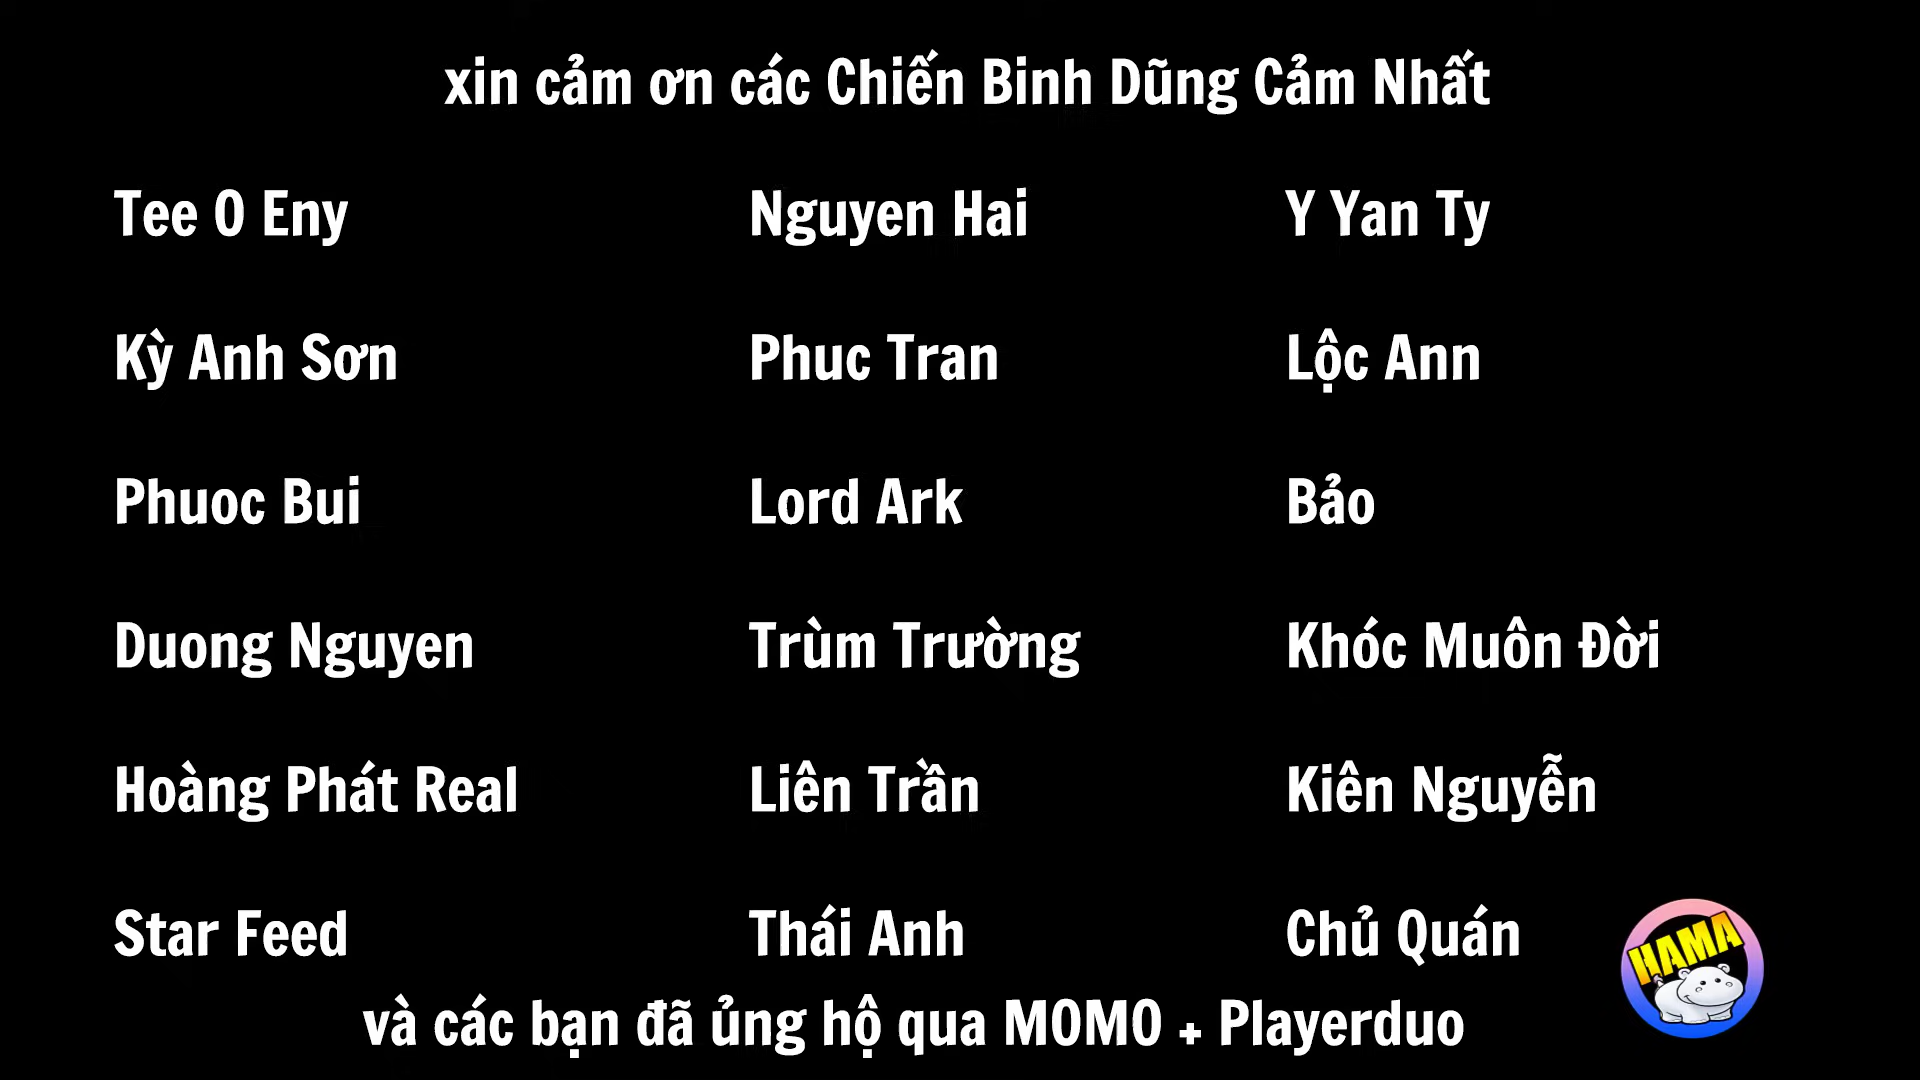 xin cảm ơn các Chiến Binh Dũng Cảm Nhất
Tee O Eny Nguyen Hai Y Yan Ty
Kỳ Anh Sơn Phuc Tran Lộc Ann
Phuoc Bui Lord Ark Bảo
Duong Nguyen Trùm Trường Khóc Muôn Đời
Hoàng Phát Real Liên Trần Kiên Nguyễn
Star Feed Thái Anh Chủ Quán
HAMA
và các bạn đã ủng hộ qua MOMO + Playerduo